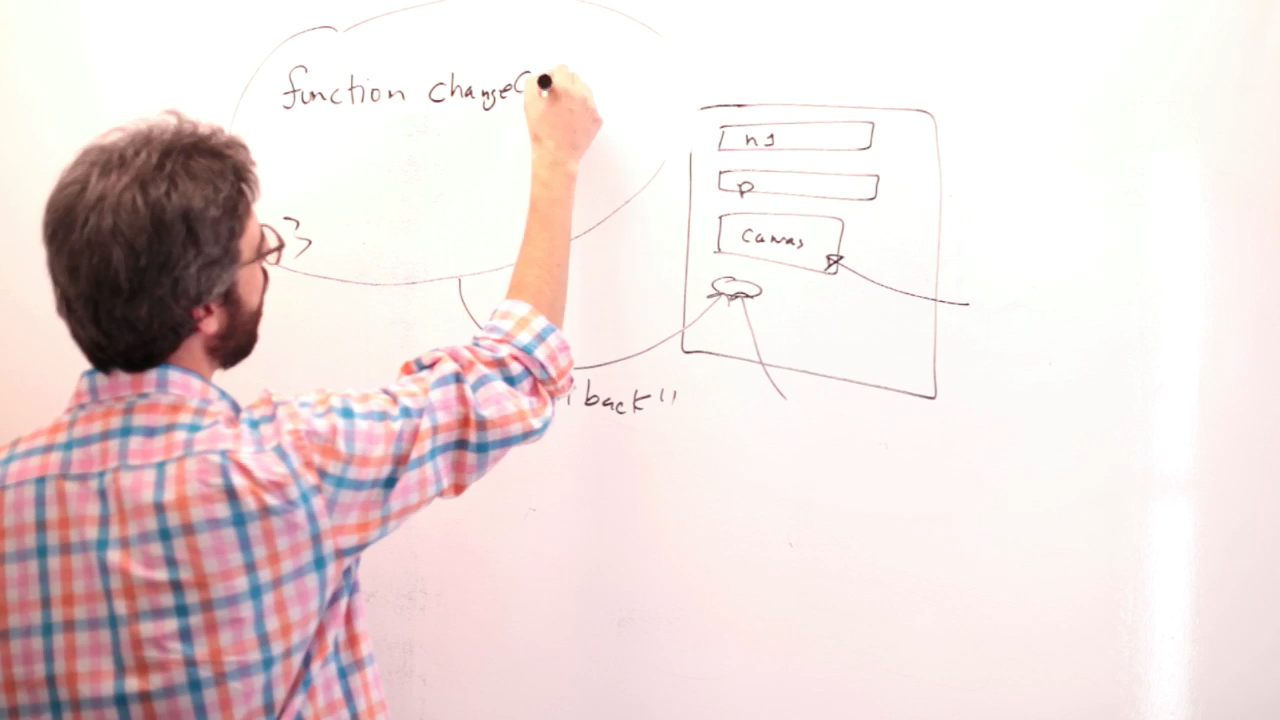 function change(
}
h1
p
canvas
back"